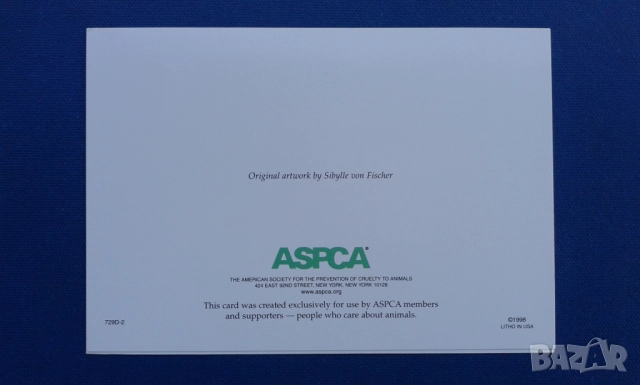 Original artwork by Sibylle von Fischer
ASPCA®
THE AMERICAN SOCIETY FOR THE PREVENTION OF CRUELTY TO ANIMALS
424 EAST 92ND STREET, NEW YORK, NEW YORK 10128
www.aspca.org
This card was created exclusively for use by ASPCA members
and supporters — people who care about animals.
729D-2
©1998
LITHO IN USA
BAZAR